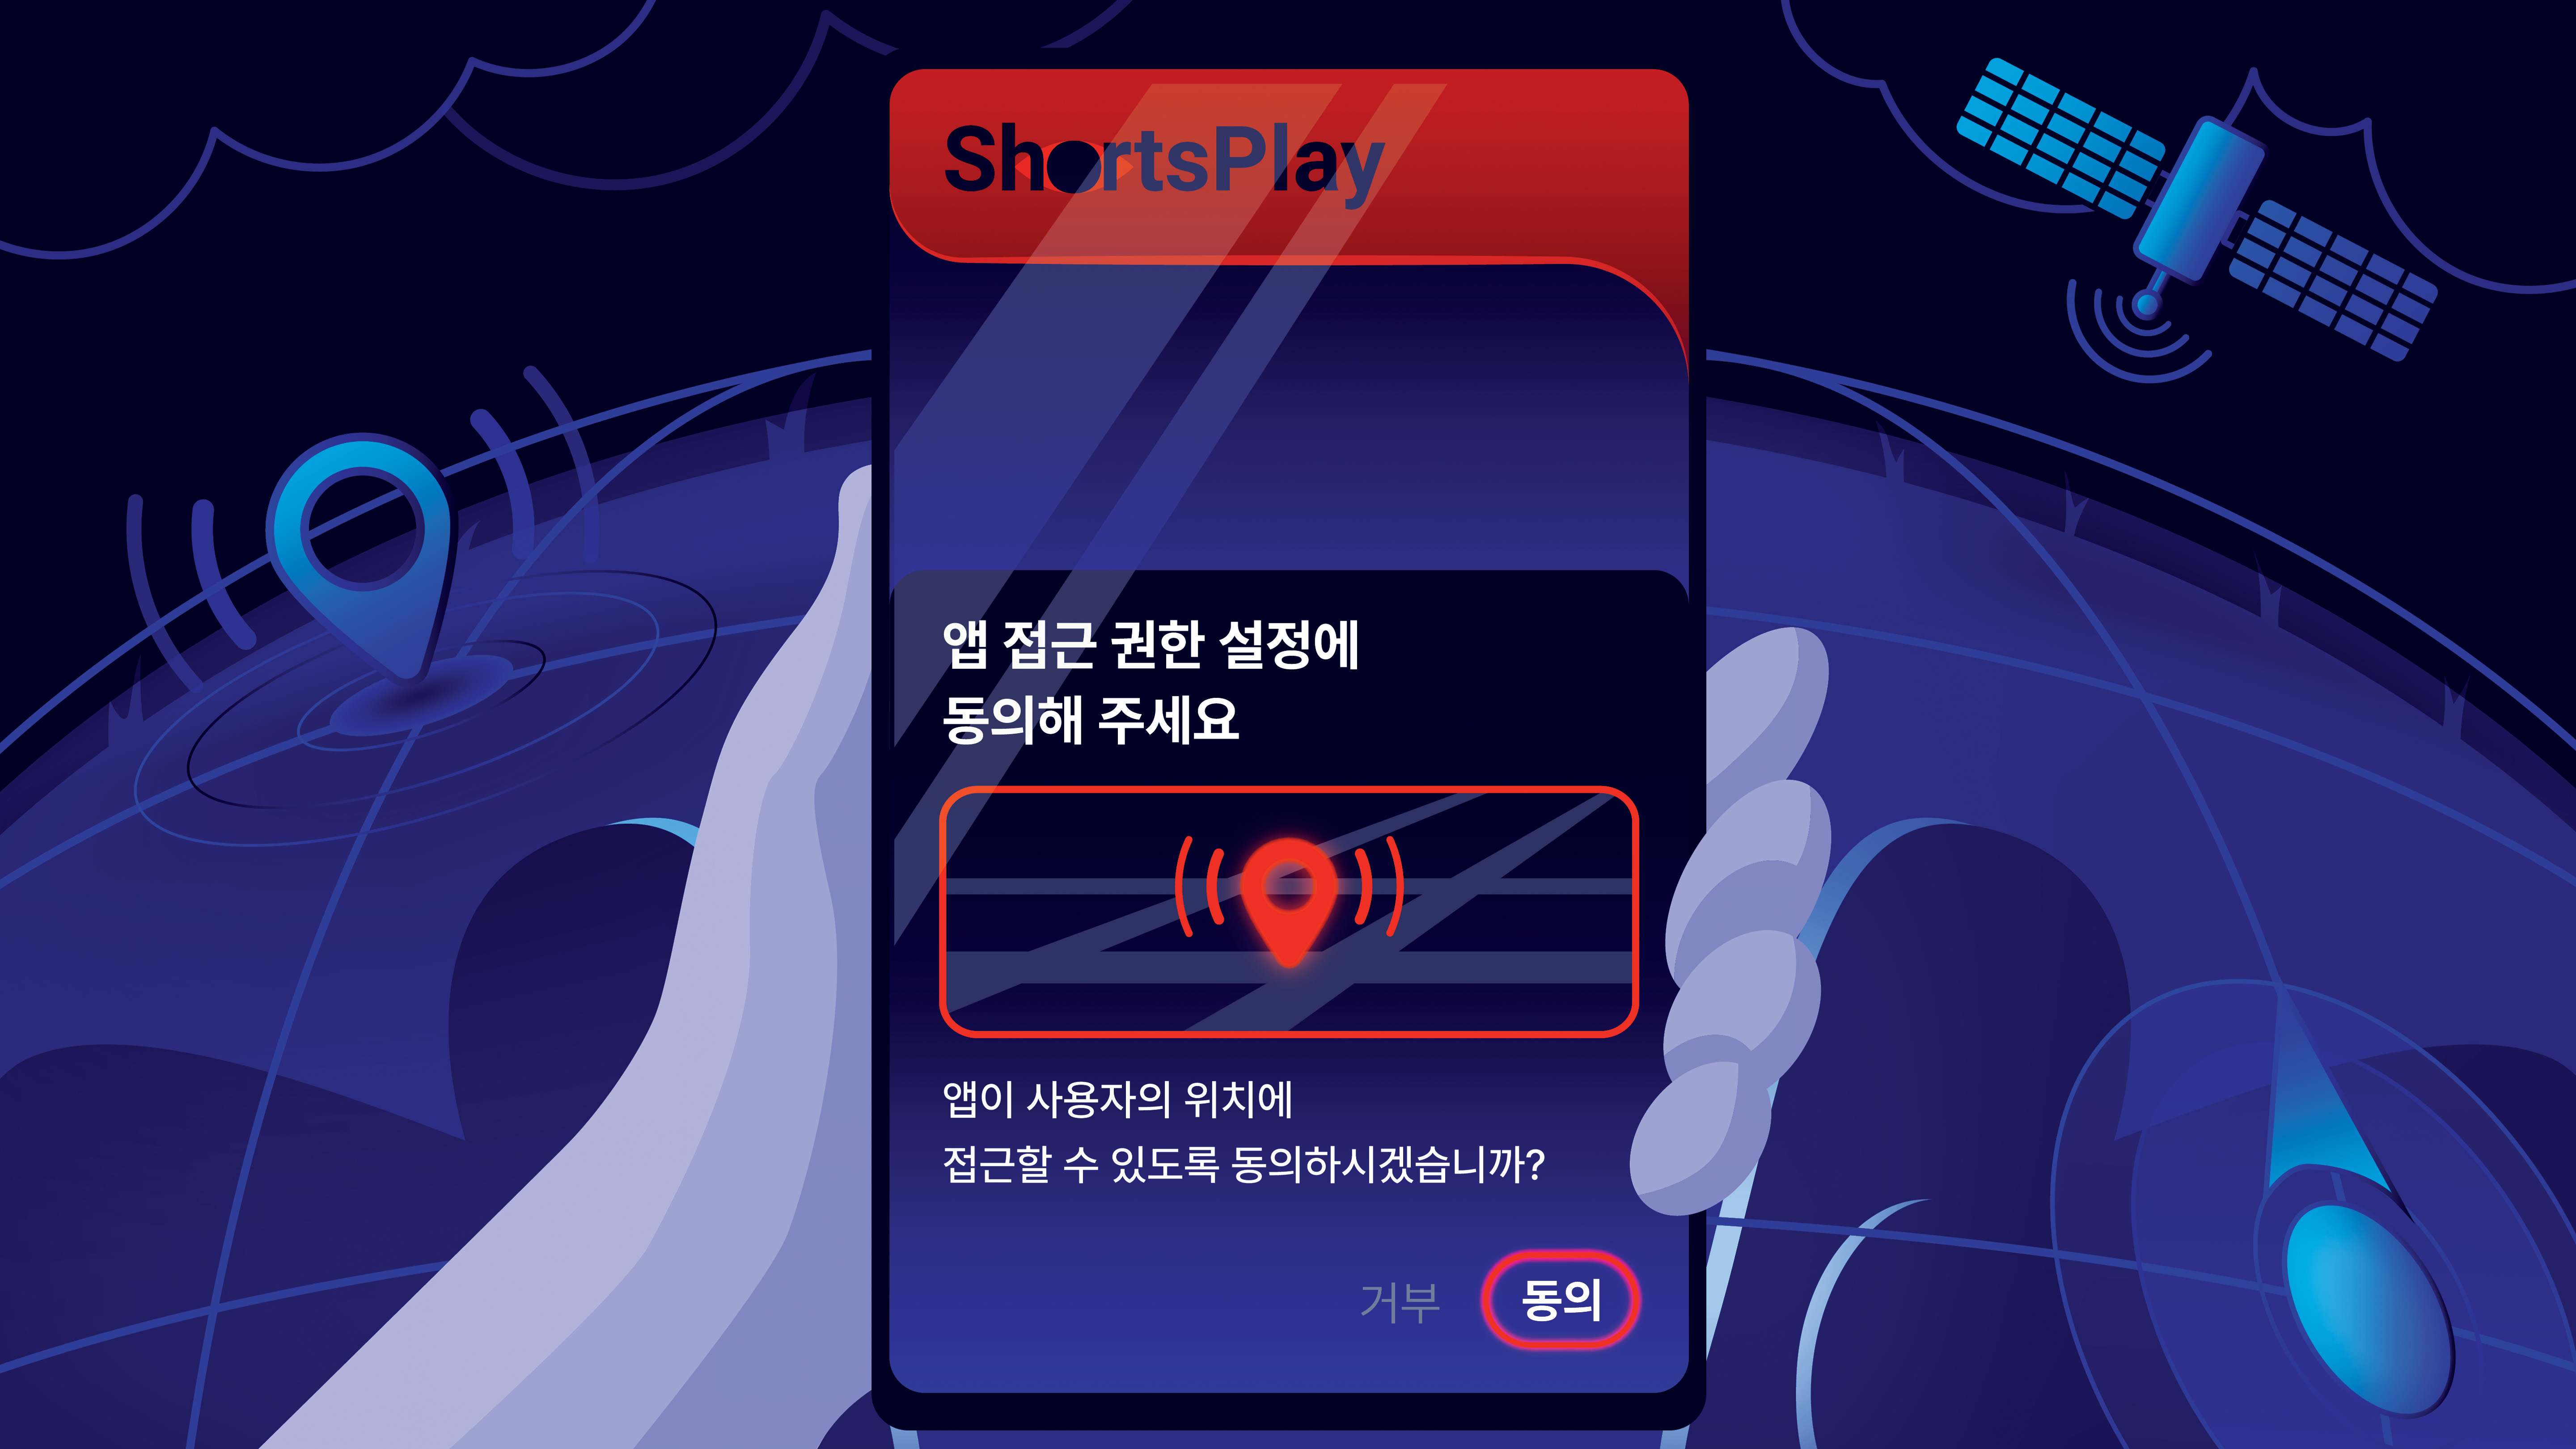 ShortsPlay
앱 접근 권한 설정에
동의해 주세요
앱이 사용자의 위치에
접근할 수 있도록 동의하시겠습니까?
거부 동의